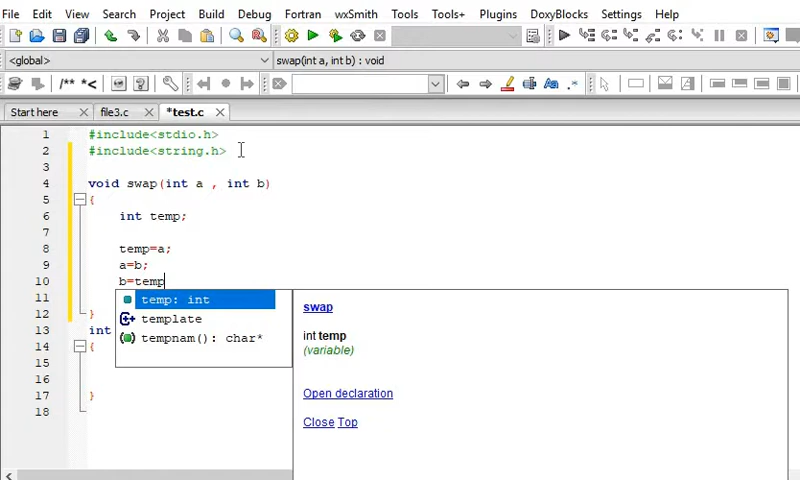 File Edit View Search Project Build Debug Fortran wxSmith Tools Tools+ Plugins DoxyBlocks Settings Help
<global> swap(int a, int b) : void
/** *< Aa .*
Start here file3.c *test.c
1 #include<stdio.h>
2 #include<string.h>
3
4 void swap(int a , int b)
5 {
6 int temp;
7
8 temp=a;
9 a=b;
10 b=temp
11 temp: int
template
12 }
13 int tempnam(): char*
14 {
15
16
17 }
18
swap
int temp
(variable)
Open declaration
Close Top